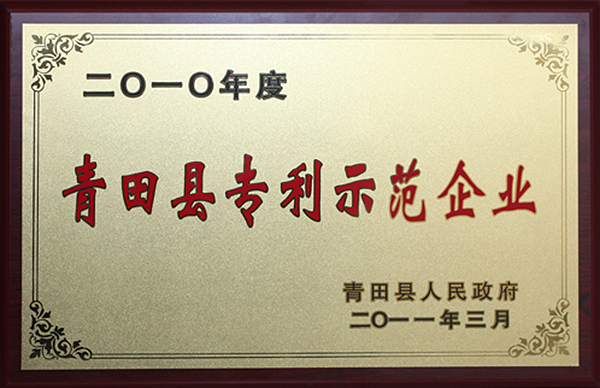 二〇一〇年度
青田县专利示范企业
青田县人民政府
二〇一一年三月